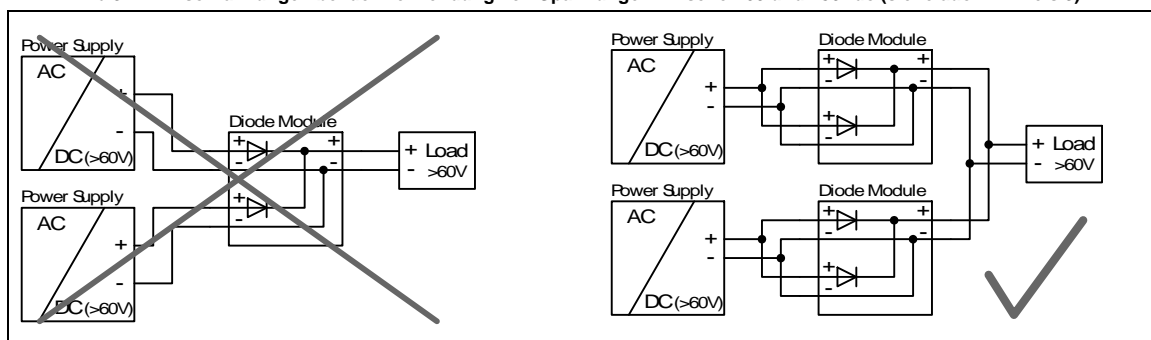 Power Supply
AC
+
-
DC (>60V)
Diode Module
+
-
+
-
+
-
+ Load
- >60V
Power Supply
AC
+
-
DC (>60V)
Power Supply
AC
+
-
DC (>60V)
Diode Module
+
-
+
-
+
-
+ Load
- >60V
Power Supply
AC
+
-
DC (>60V)
Diode Module
+
-
+
-
+
-